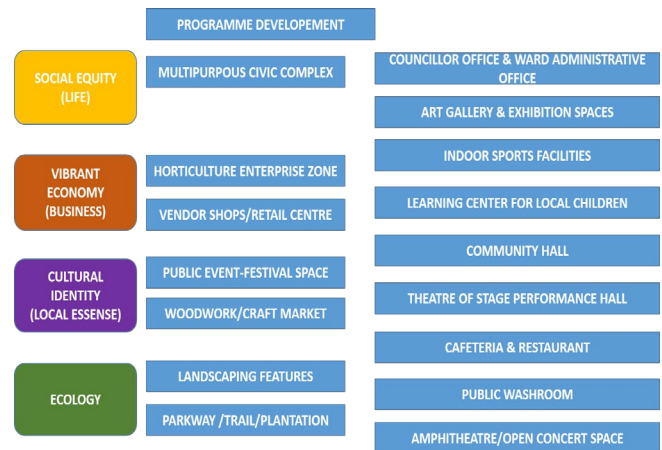 PROGRAMME DEVELOPEMENT
SOCIAL EQUITY
(LIFE)
MULTIPURPOUS CIVIC COMPLEX
VIBRANT
ECONOMY
(BUSINESS)
HORTICULTURE ENTERPRISE ZONE
VENDOR SHOPS/RETAIL CENTRE
CULTURAL
IDENTITY
(LOCAL ESSENSE)
PUBLIC EVENT-FESTIVAL SPACE
WOODWORK/CRAFT MARKET
ECOLOGY
LANDSCAPING FEATURES
PARKWAY /TRAIL/PLANTATION
COUNCILLOR OFFICE & WARD ADMINISTRATIVE
OFFICE
ART GALLERY & EXHIBITION SPACES
INDOOR SPORTS FACILITIES
LEARNING CENTER FOR LOCAL CHILDREN
COMMUNITY HALL
THEATRE OF STAGE PERFORMANCE HALL
CAFETERIA & RESTAURANT
PUBLIC WASHROOM
AMPHITHEATRE/OPEN CONCERT SPACE